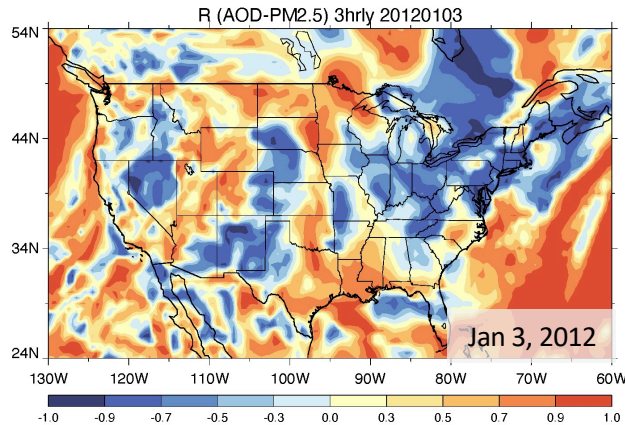 R (AOD-PM2.5) 3hrly 20120103
54N
44N
34N
24N
Jan 3, 2012
130W 120W 110W 100W 90W 80W 70W 60W
-1.0 -0.9 -0.7 -0.5 -0.3 0.0 0.3 0.5 0.7 0.9 1.0